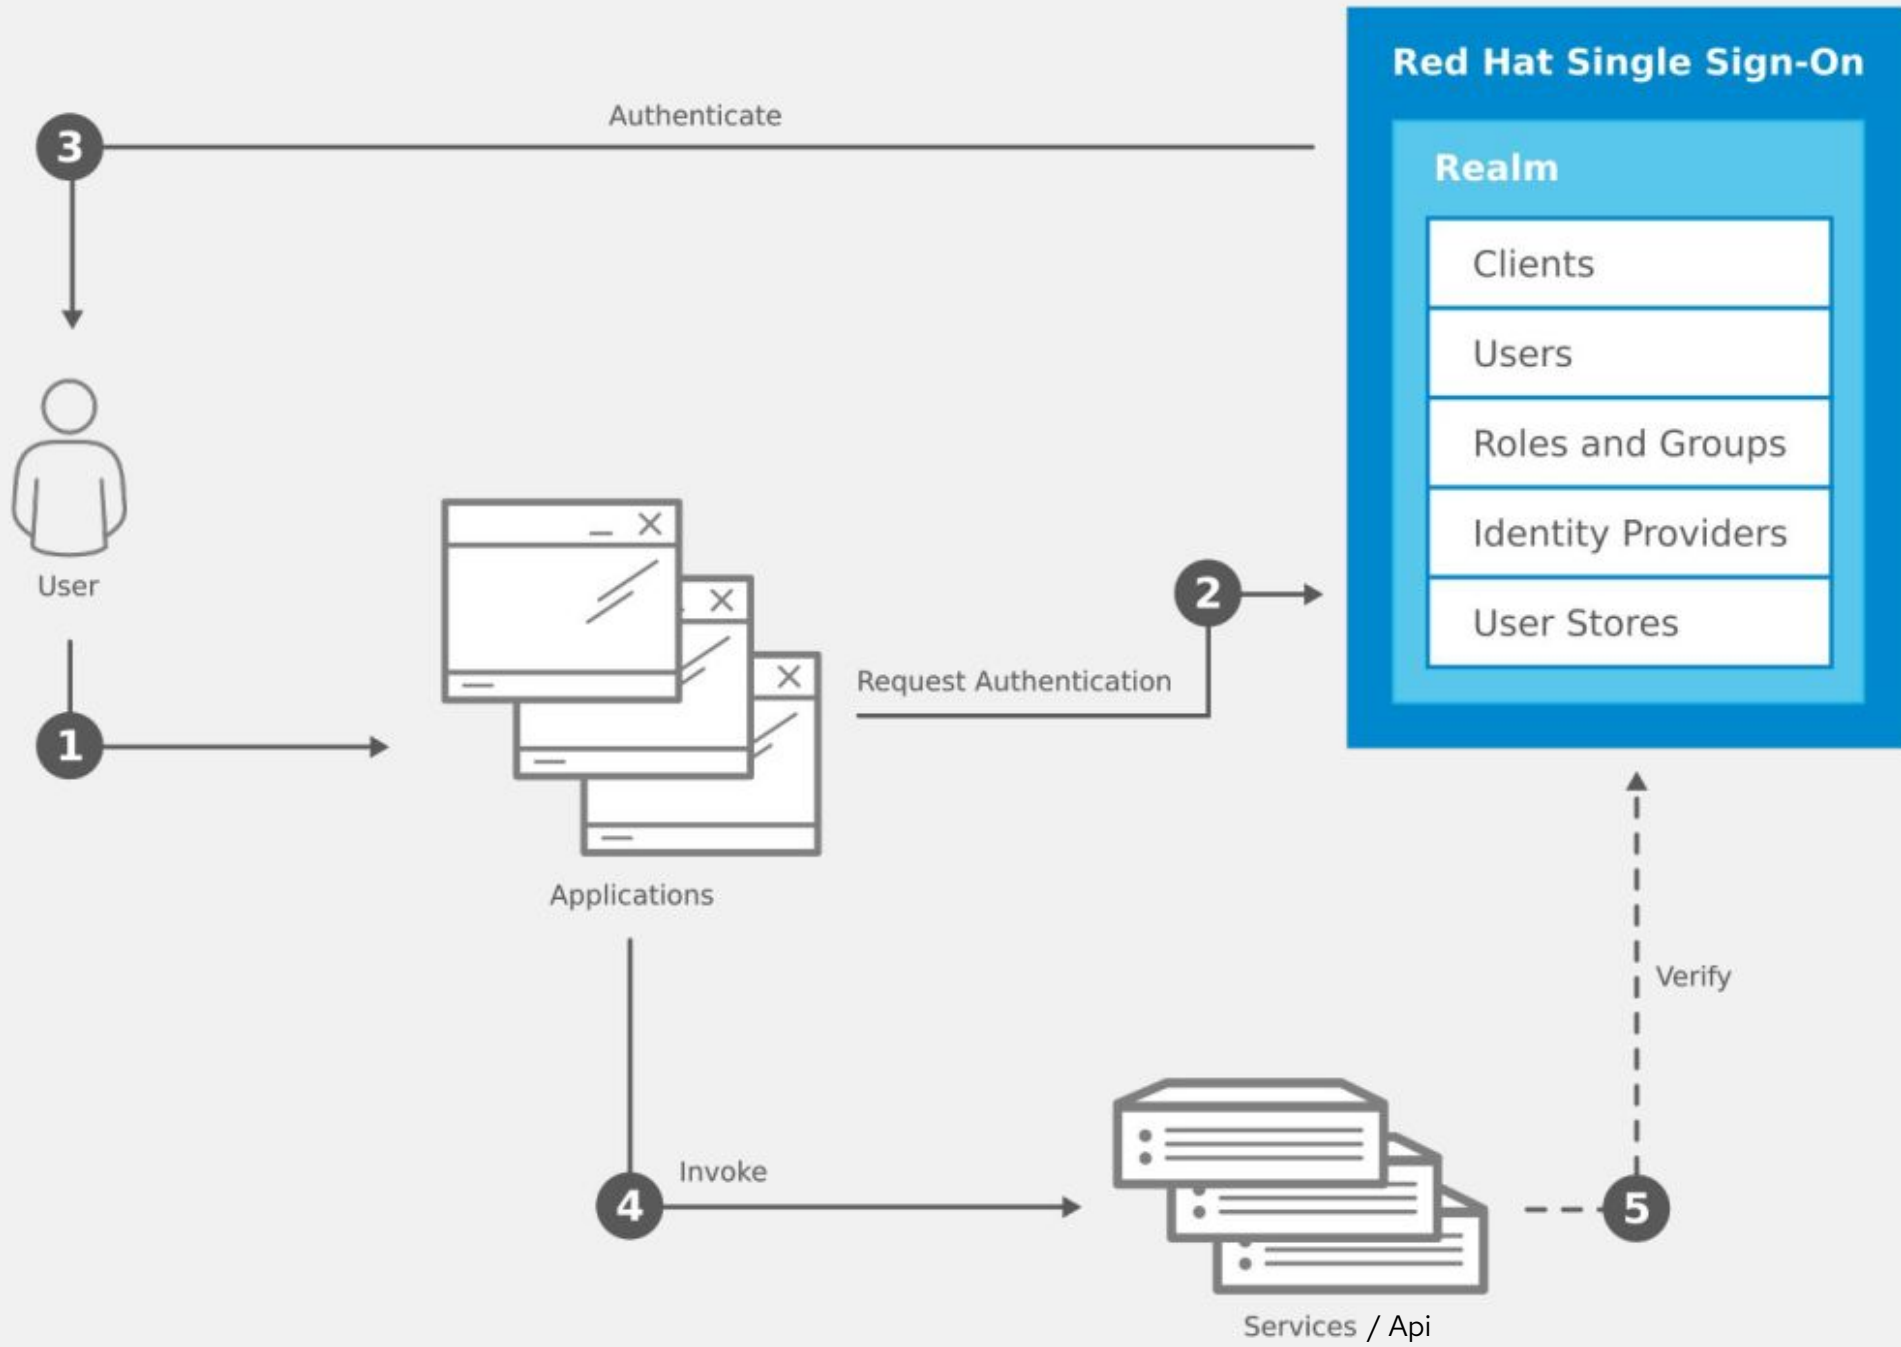 Red Hat Single Sign-On
Authenticate
3
Realm
Clients
Users
Roles and Groups
Identity Providers
User Stores
User
2
Request Authentication
1
Applications
Verify
Invoke
4
5
Services / Api